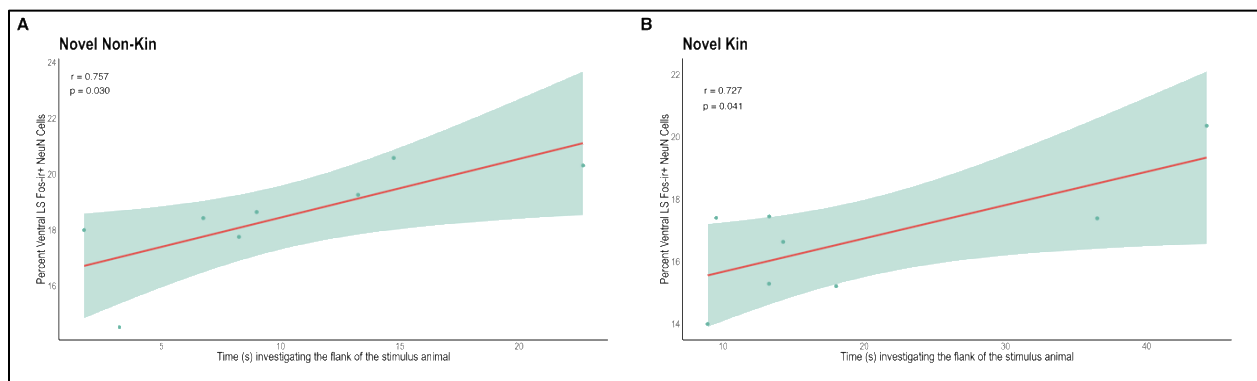 A
Novel Non-Kin
r = 0.757
p = 0.030
Percent Ventral LS Fos-ir+ NeuN Cells
24
22
20
18
16
5
10
15
20
Time (s) investigating the flank of the stimulus animal
B
Novel Kin
r = 0.727
p = 0.041
Percent Ventral LS Fos-ir+ NeuN Cells
22
20
18
16
14
10
20
30
40
Time (s) investigating the flank of the stimulus animal